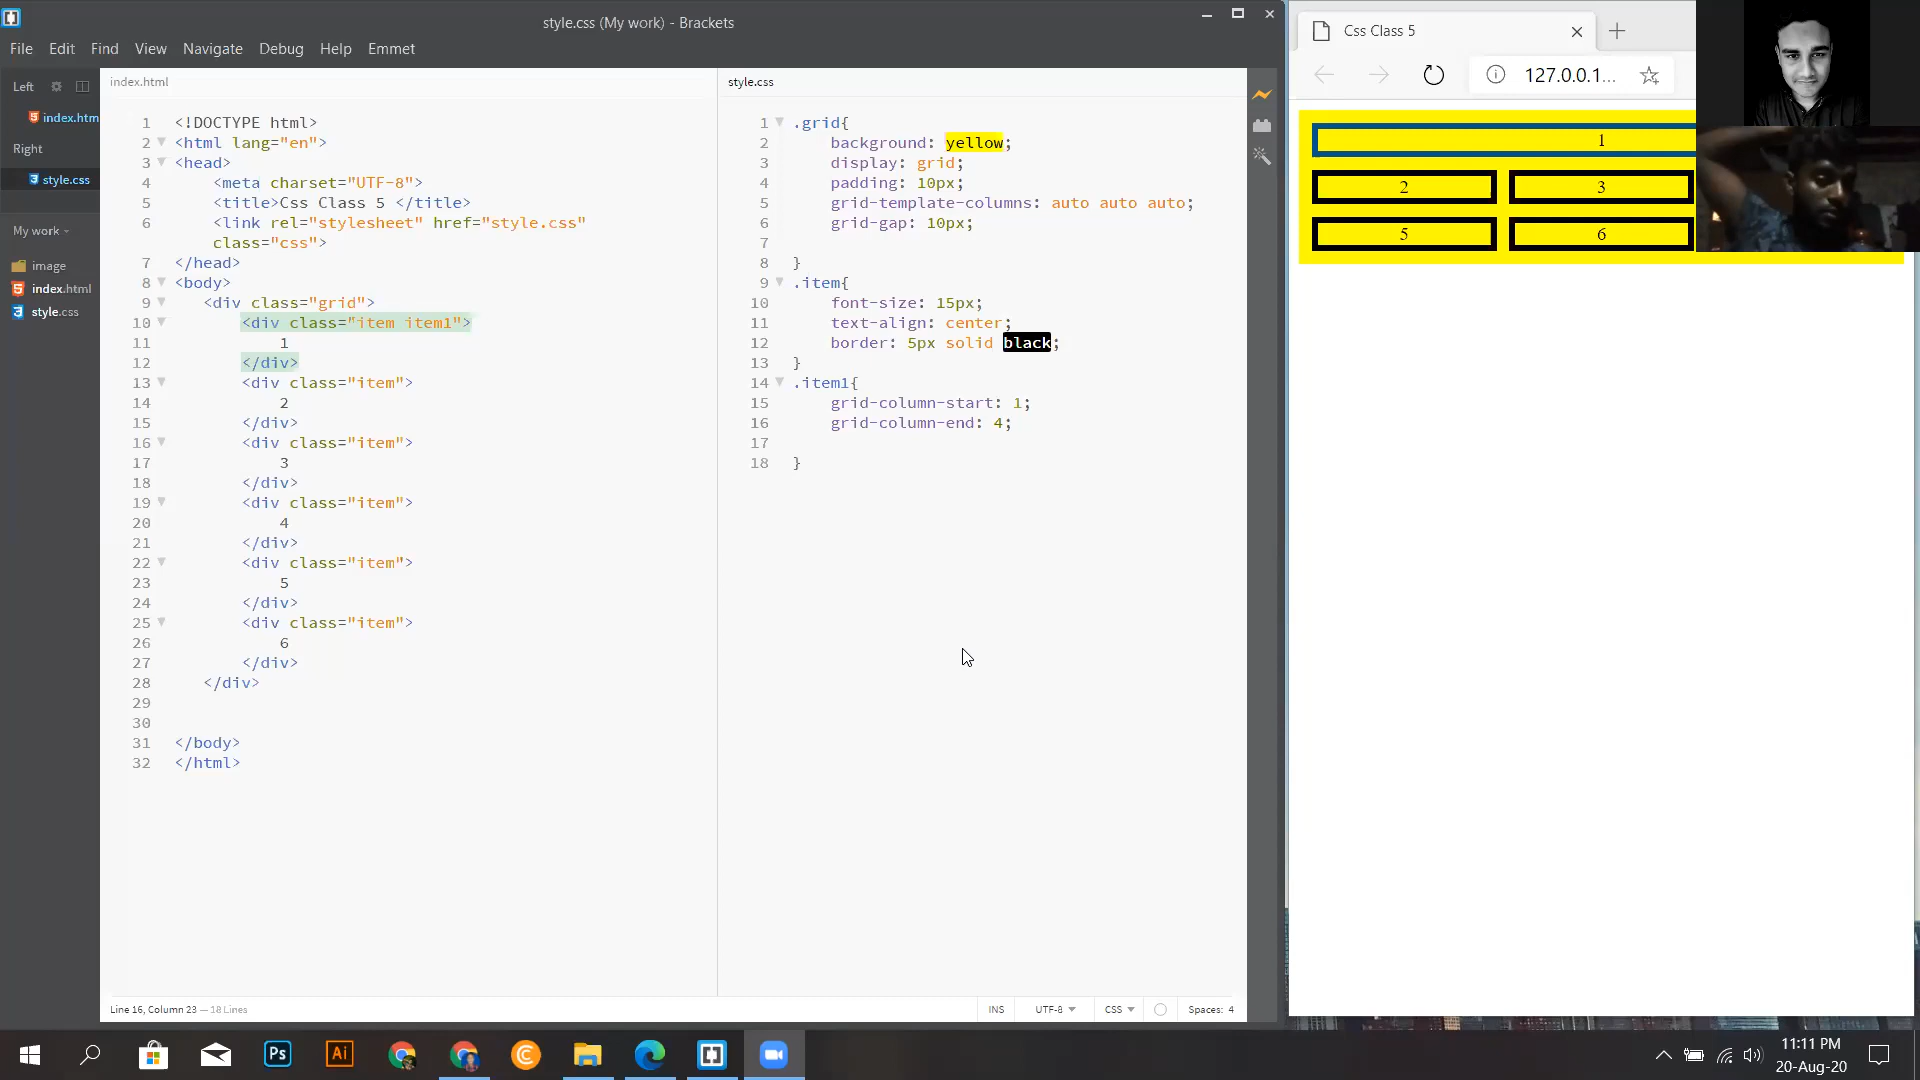 style.css (My work) - Brackets
File Edit Find View Navigate Debug Help Emmet
Left
index.htm
Right
style.css
My work
image
index.html
style.css
index.html
1 <!DOCTYPE html>
2 <html lang="en">
3 <head>
4 <meta charset="UTF-8">
5 <title>Css Class 5 </title>
6 <link rel="stylesheet" href="style.css"
class="css">
7 </head>
8 <body>
9 <div class="grid">
10 <div class="item item1">
11 1
12 </div>
13 <div class="item">
14 2
15 </div>
16 <div class="item">
17 3
18 </div>
19 <div class="item">
20 4
21 </div>
22 <div class="item">
23 5
24 </div>
25 <div class="item">
26 6
27 </div>
28 </div>
29
30
31 </body>
32 </html>
style.css
1 .grid{
2 background: yellow;
3 display: grid;
4 padding: 10px;
5 grid-template-columns: auto auto auto;
6 grid-gap: 10px;
7
8 }
9 .item{
10 font-size: 15px;
11 text-align: center;
12 border: 5px solid black;
13 }
14 .item1{
15 grid-column-start: 1;
16 grid-column-end: 4;
17
18 }
Line 16, Column 23 — 18 Lines
INS UTF-8 CSS Spaces: 4
Css Class 5
127.0.0.1...
1
2 3
5 6
Ps Ai
11:11 PM
20-Aug-20